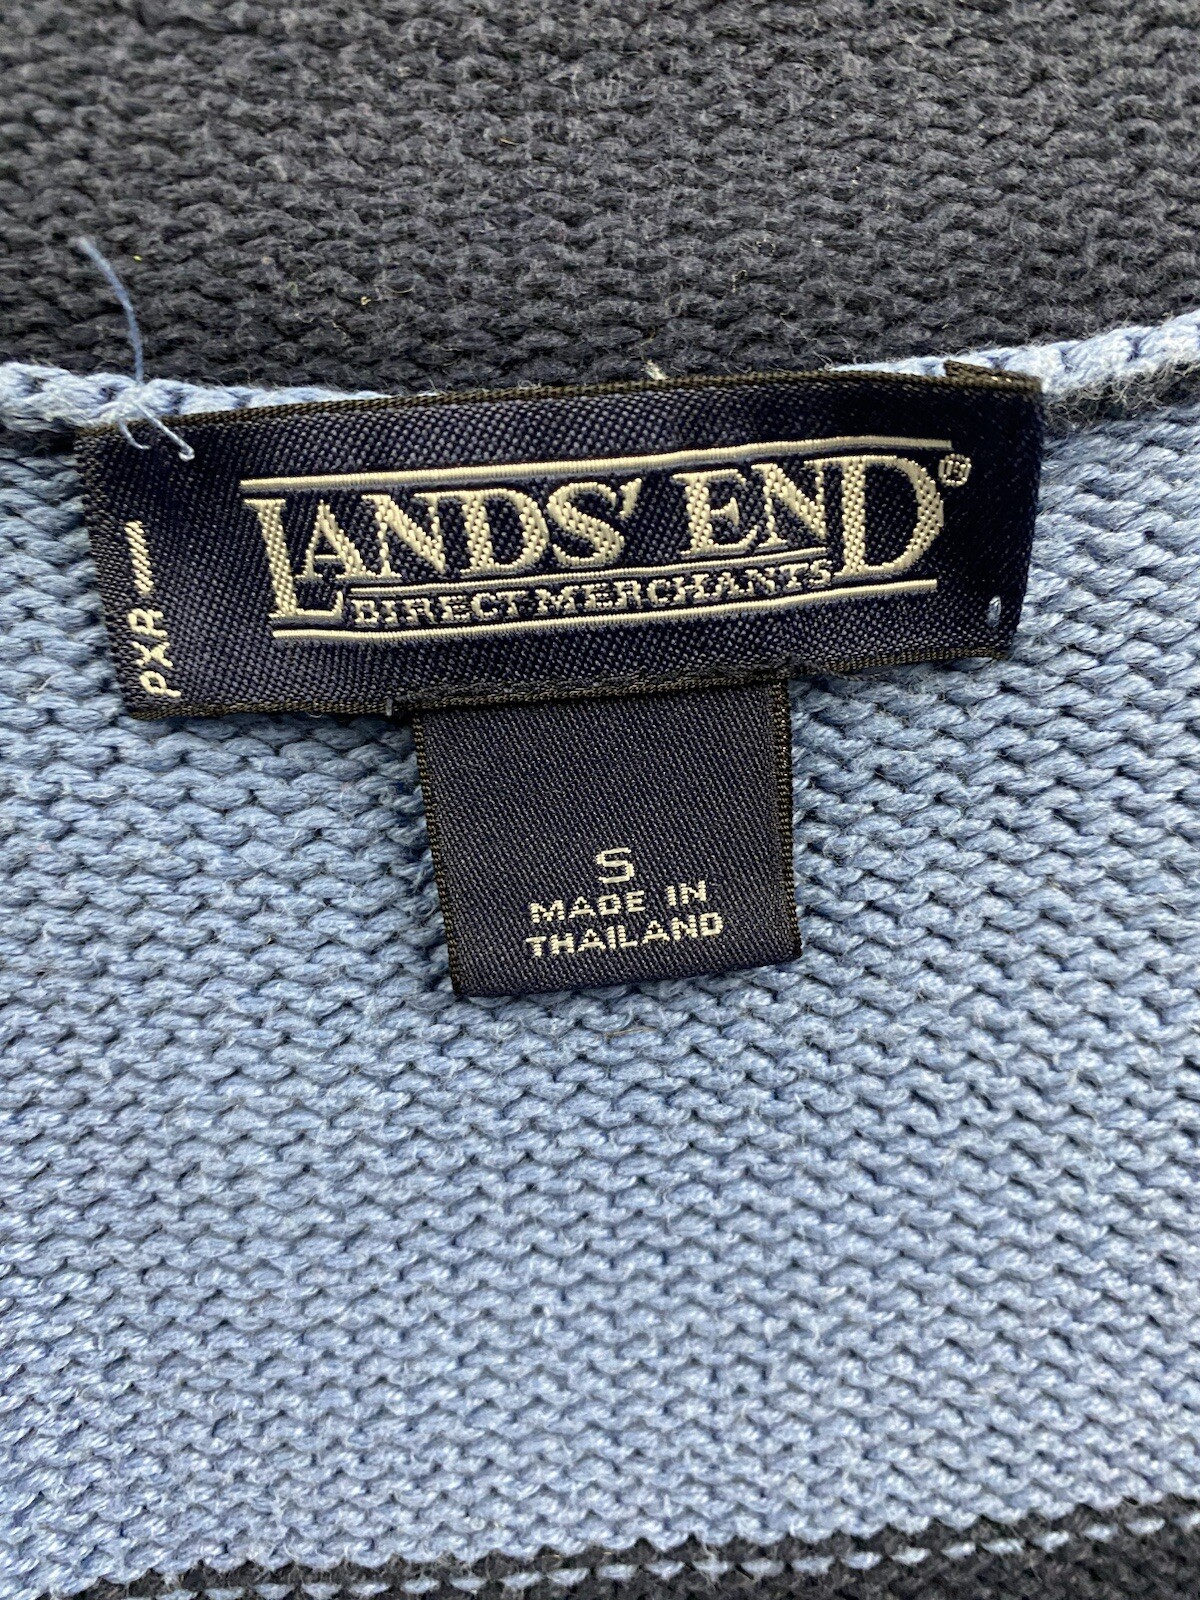 LANDS' END®
DIRECT MERCHANTS
PXR
S
MADE IN
THAILAND